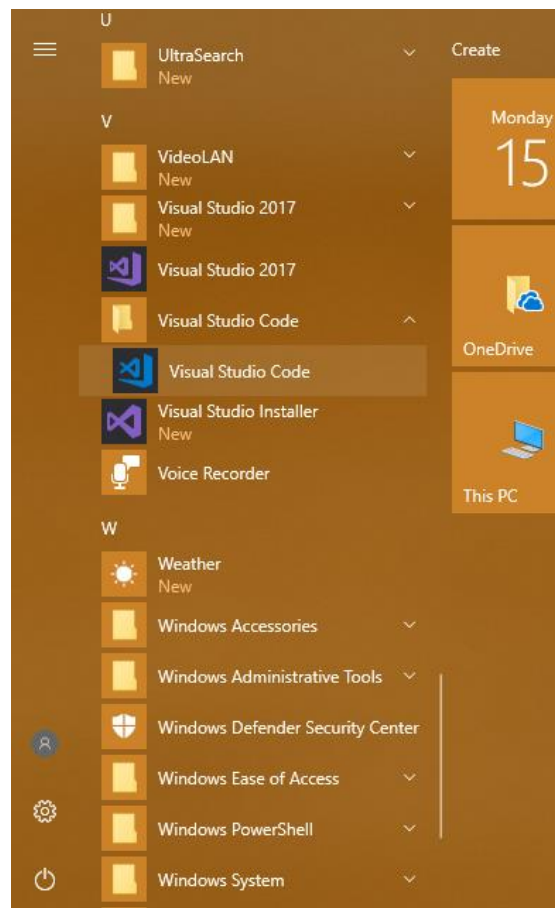 U
UltraSearch
New
V
VideoLAN
New
Visual Studio 2017
New
Visual Studio 2017
Visual Studio Code
Visual Studio Code
Visual Studio Installer
New
Voice Recorder
W
Weather
New
Windows Accessories
Windows Administrative Tools
Windows Defender Security Center
Windows Ease of Access
Windows PowerShell
Windows System
Create
Monday
15
OneDrive
This PC